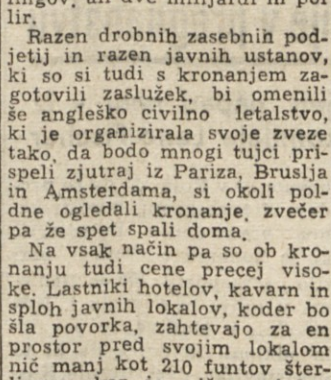 lir.
Razen drobnih zasebnih pod-
jetij in razen javnih ustanov,
ki so si tudi s kronanjem za-
gotovili zaslužek, bi omenili
še angleško civilno letalstvo,
ki je organizirala svoje zveze
tako, da bodo mnogi tujci pri-
speli zjutraj iz Pariza, Bruslja
in Amsterdama, si okoli pol-
dne ogledali kronanje, zvečer
pa že spet spali doma.
Na vsak način pa so ob kro-
nanju tudi cene precej viso-
ke. Lastniki hotelov, kavarn in
sploh javnih lokalov, koder bo
šla povorka, zahtevajo za en
prostor pred svojim lokalom
nič manj kot 210 funtov šter-